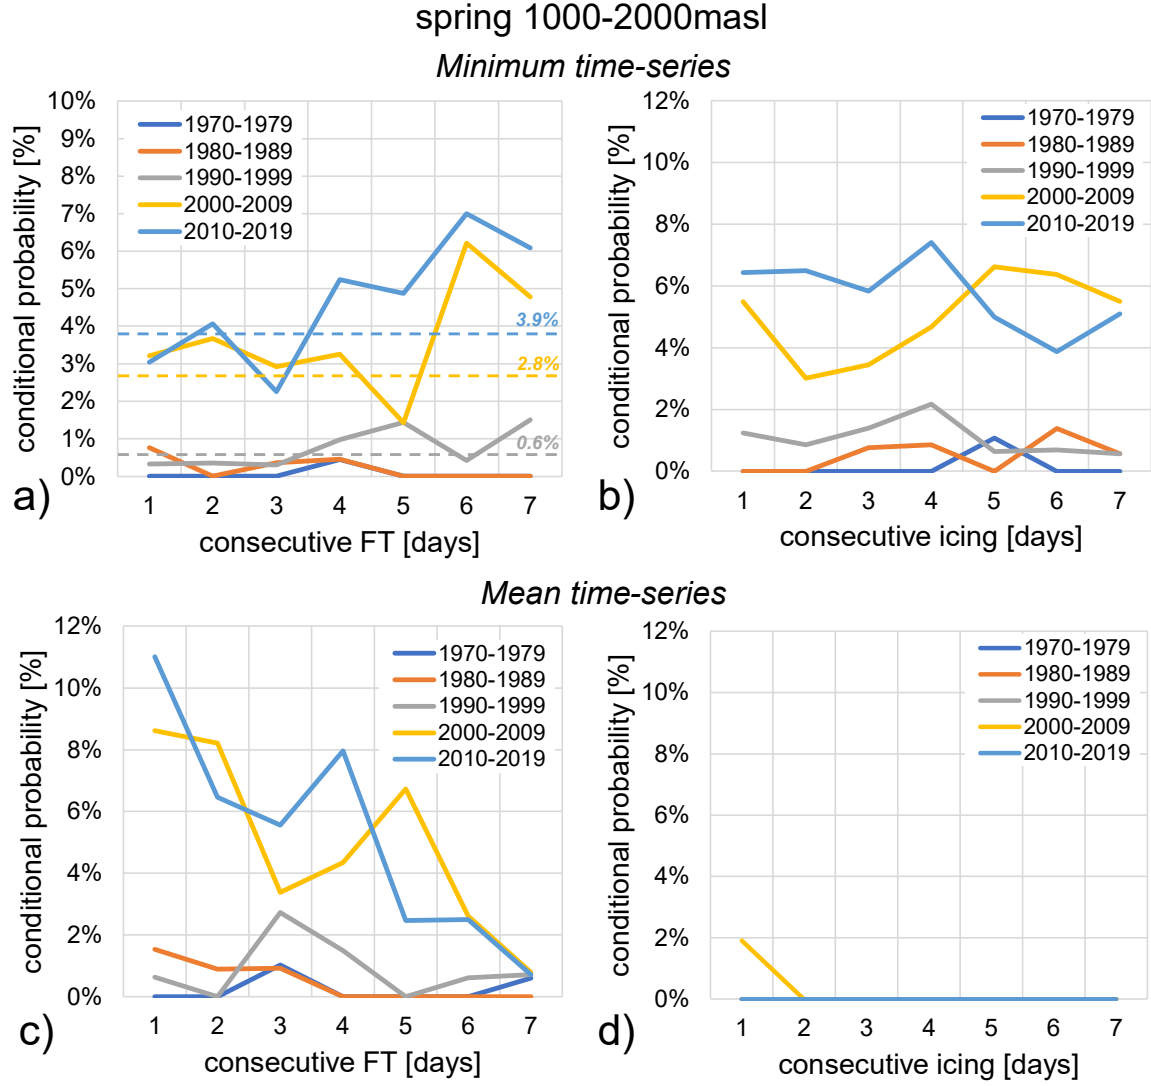 spring 1000-2000masl
Minimum time-series
conditional probability [%]
10%
9%
8%
7%
6%
5%
4%
3%
2%
1%
0%
1970-1979
1980-1989
1990-1999
2000-2009
2010-2019
3.9%
2.8%
0.6%
1 2 3 4 5 6 7
a)
consecutive FT [days]
conditional probability [%]
12%
10%
8%
6%
4%
2%
0%
1970-1979
1980-1989
1990-1999
2000-2009
2010-2019
1 2 3 4 5 6 7
b)
consecutive icing [days]
Mean time-series
conditional probability [%]
12%
10%
8%
6%
4%
2%
0%
1970-1979
1980-1989
1990-1999
2000-2009
2010-2019
1 2 3 4 5 6 7
c)
consecutive FT [days]
conditional probability [%]
12%
10%
8%
6%
4%
2%
0%
1970-1979
1980-1989
1990-1999
2000-2009
2010-2019
1 2 3 4 5 6 7
d)
consecutive icing [days]